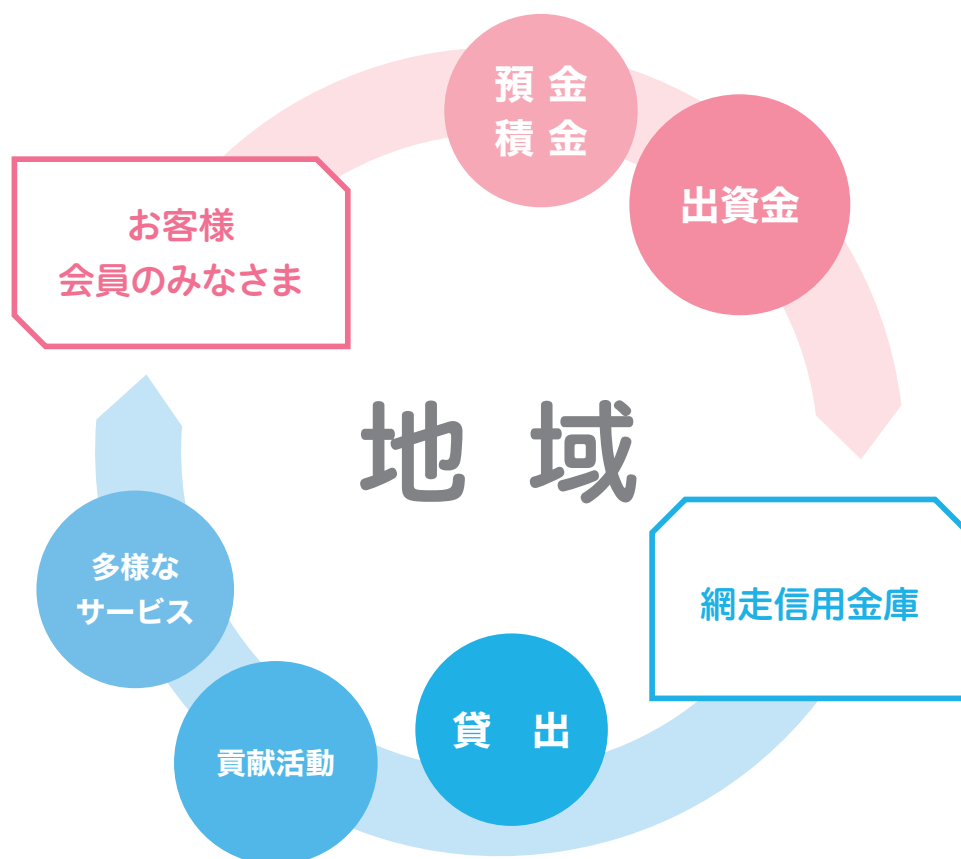 預金
積金
出資金
お客様
会員のみなさま
地域
網走信用金庫
多様な
サービス
貢献活動
貸出